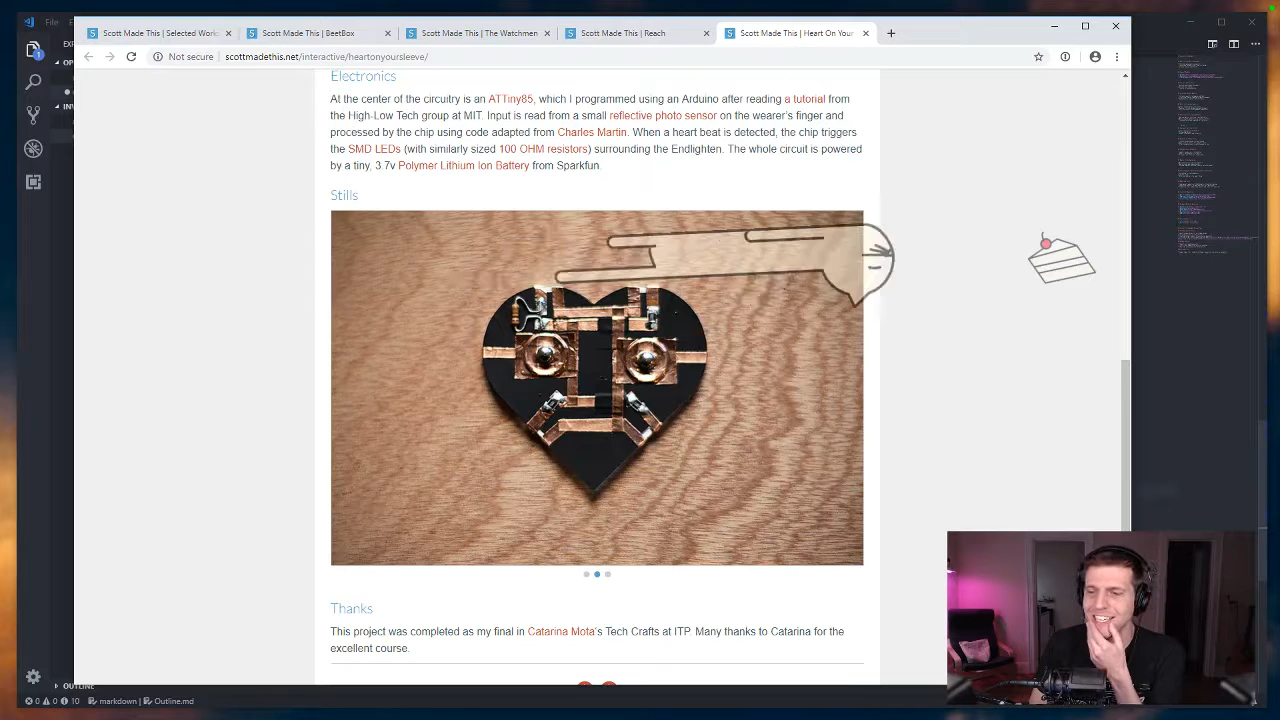 File
Scott Made This | Selected Work
Scott Made This | BeetBox
Scott Made This | The Watchmen
Scott Made This | Reach
Scott Made This | Heart On Your
Not secure
scottmadethis.net/interactive/heartonyoursleeve/
Electronics
At the center of the circuitry is an ATTiny85, which I programmed using an Arduino after reading a tutorial from
the High-Low Tech group at MIT. is read from a small reflective photo sensor on the wearer's finger and
processed by the chip using code adapted from Charles Martin. When a heart beat is detected, the chip triggers
the SMD LEDs (with similarly sized 100 OHM resistors) surrounding the Endlighten. The whole circuit is powered
by a tiny, 3.7v Polymer Lithium Ion Battery from Sparkfun.
Stills
Thanks
This project was completed as my final in Catarina Mota's Tech Crafts at ITP. Many thanks to Catarina for the
excellent course.
OUTLINE
0 0 10 markdown | Outline.md